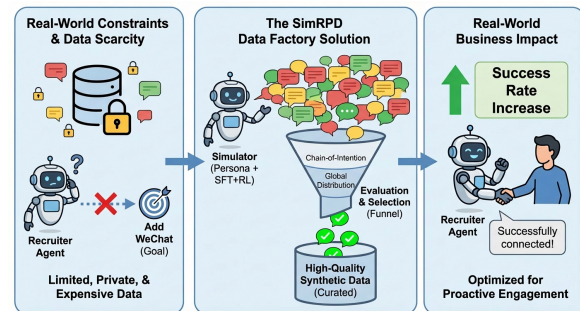 Real-World Constraints
& Data Scarcity
?
Recruiter
Agent
Add
WeChat
(Goal)
Limited, Private, &
Expensive Data
The SimRPD
Data Factory Solution
Simulator
(Persona +
SFT+RL)
Chain-of-Intention
Global
Distribution
Evaluation
& Selection
(Funnel)
High-Quality
Synthetic Data
(Curated)
Real-World
Business Impact
Success
Rate
Increase
Recruiter
Agent
Successfully
connected!
Optimized for
Proactive Engagement